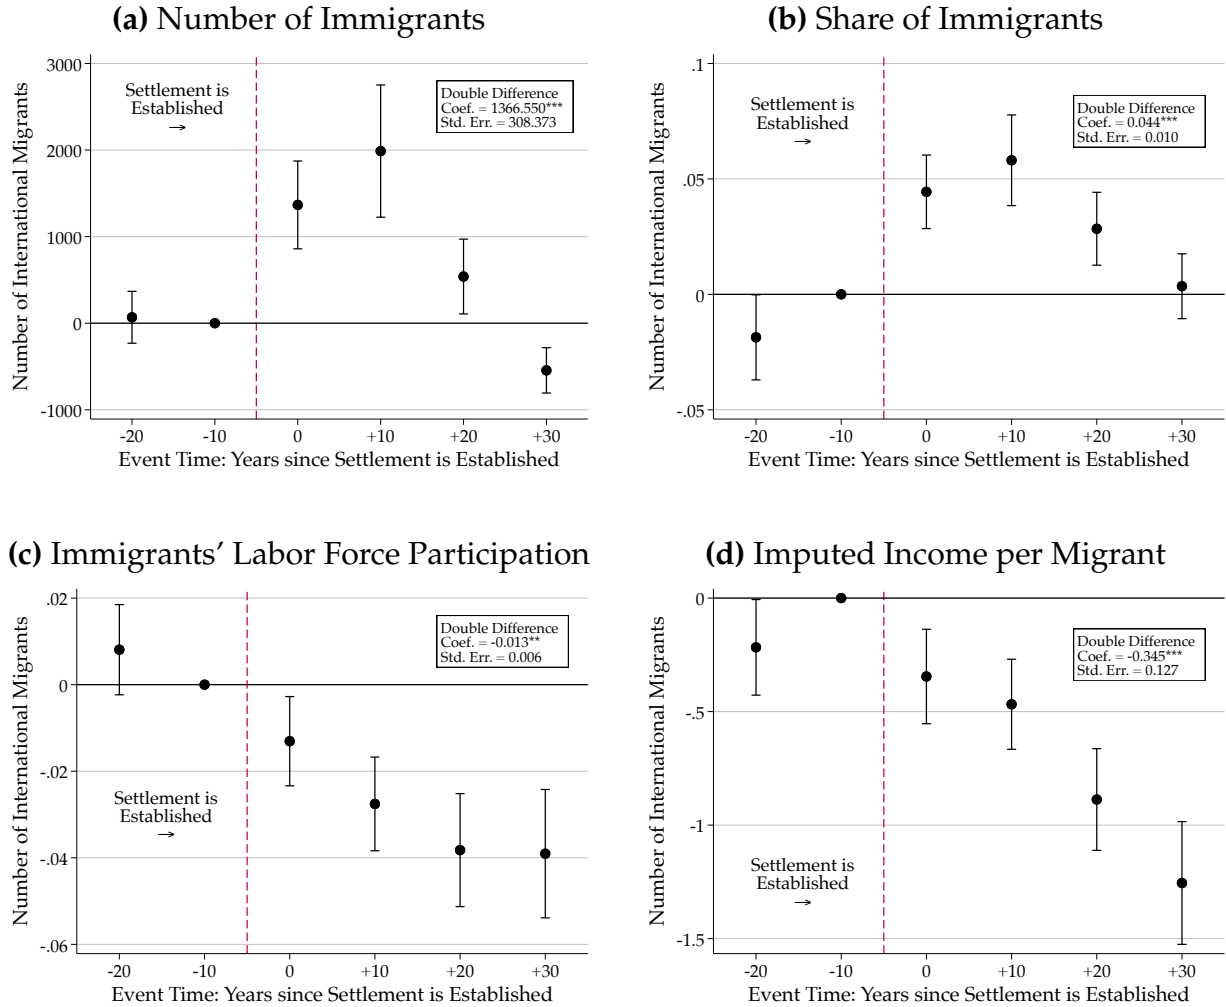 (a) Number of Immigrants
Number of International Migrants
3000
2000
1000
0
-1000
Settlement is
Established
→
Double Difference
Coef. = 1366.550***
Std. Err. = 308.373
-20 -10 0 +10 +20 +30
Event Time: Years since Settlement is Established
(b) Share of Immigrants
Number of International Migrants
.1
.05
0
-.05
Settlement is
Established
→
Double Difference
Coef. = 0.044***
Std. Err. = 0.010
-20 -10 0 +10 +20 +30
Event Time: Years since Settlement is Established
(c) Immigrants’ Labor Force Participation
Number of International Migrants
.02
0
-.02
-.04
-.06
Double Difference
Coef. = -0.013**
Std. Err. = 0.006
Settlement is
Established
→
-20 -10 0 +10 +20 +30
Event Time: Years since Settlement is Established
(d) Imputed Income per Migrant
Number of International Migrants
0
-.5
-1
-1.5
Double Difference
Coef. = -0.345***
Std. Err. = 0.127
Settlement is
Established
→
-20 -10 0 +10 +20 +30
Event Time: Years since Settlement is Established